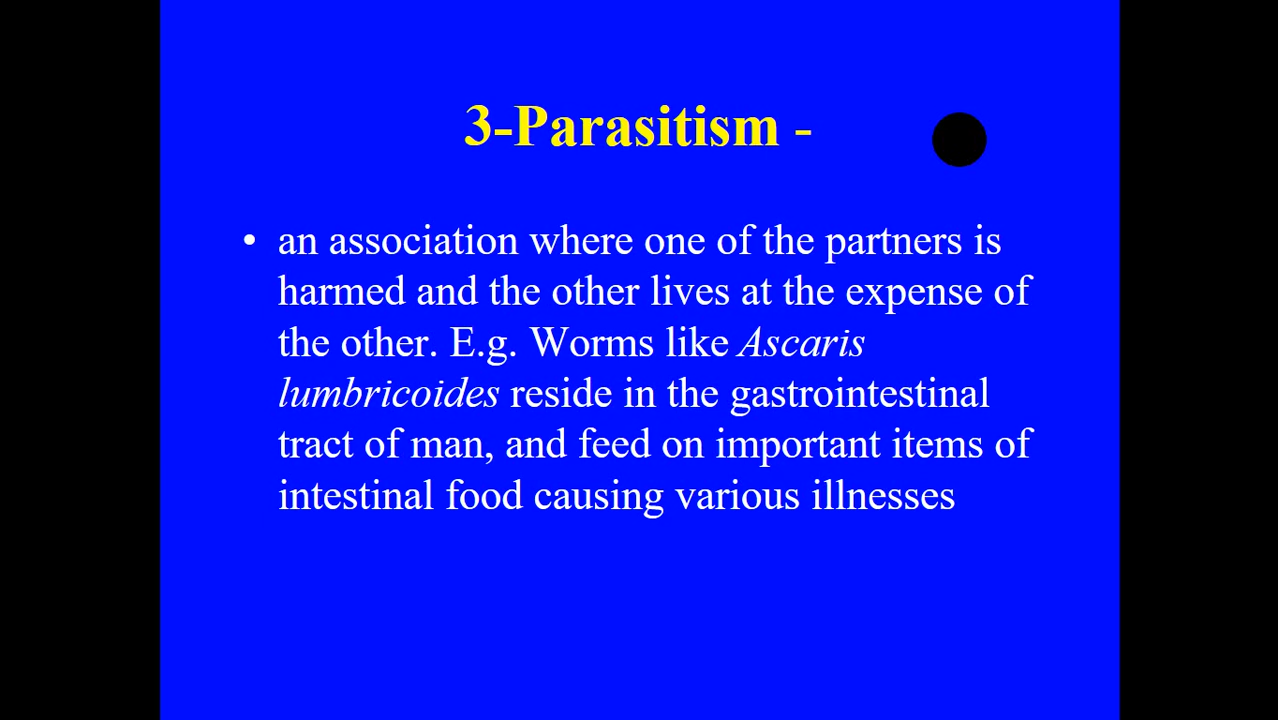 3-Parasitism -
• an association where one of the partners is
harmed and the other lives at the expense of
the other. E.g. Worms like Ascaris
lumbricoides reside in the gastrointestinal
tract of man, and feed on important items of
intestinal food causing various illnesses